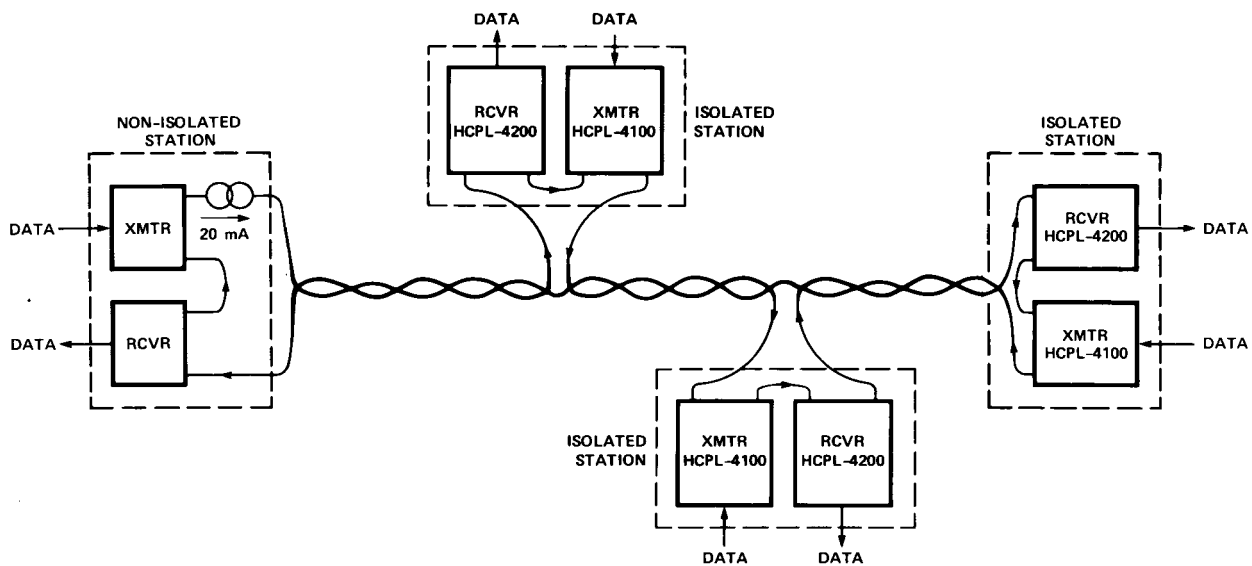 NON-ISOLATED
STATION
DATA
XMTR
20 mA
RCVR
DATA
DATA
DATA
RCVR
HCPL-4200
XMTR
HCPL-4100
ISOLATED
STATION
ISOLATED
STATION
XMTR
HCPL-4100
RCVR
HCPL-4200
DATA
DATA
ISOLATED
STATION
RCVR
HCPL-4200
DATA
XMTR
HCPL-4100
DATA